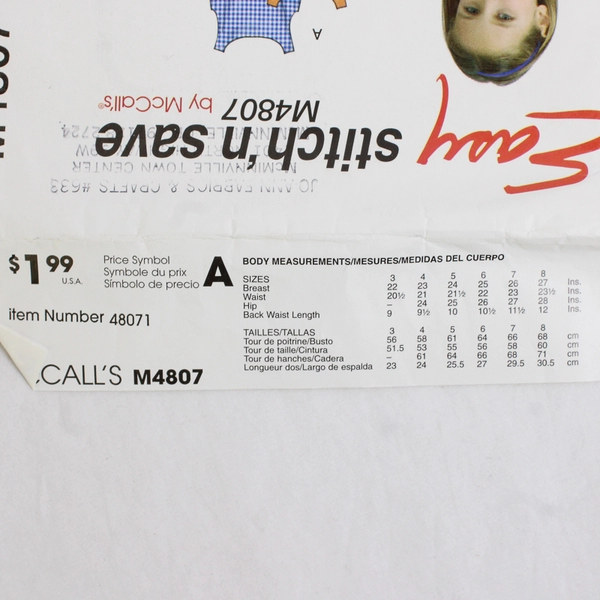 A
Easy stitch'n save
by McCall's®
M4807
JO-ANN FABRICS & CRAFTS #633
McMINNVILLE TOWN CENTER
$1.99 U.S.A.
Price Symbol
Symbole du prix
Símbolo de precio
A
item Number 48071
CALL'S M4807
BODY MEASUREMENTS/MESURES/MEDIDAS DEL CUERPO
SIZES 3 4 5 6 7 8
Breast 22 23 24 25 26 27 Ins.
Waist 20½ 21 21½ 22 23 23½ Ins.
Hip – 24 25 26 27 28 Ins.
Back Waist Length 9 9½ 10 10½ 11½ 12 Ins.
TAILLES/TALLAS 3 4 5 6 7 8
Tour de poitrine/Busto 56 58 61 64 66 68 cm
Tour de taille/Cintura 51.5 53 55 56 58 60 cm
Tour de hanches/Cadera – 61 64 66 68 71 cm
Longueur dos/Largo de espalda 23 24 25.5 27 29.5 30.5 cm